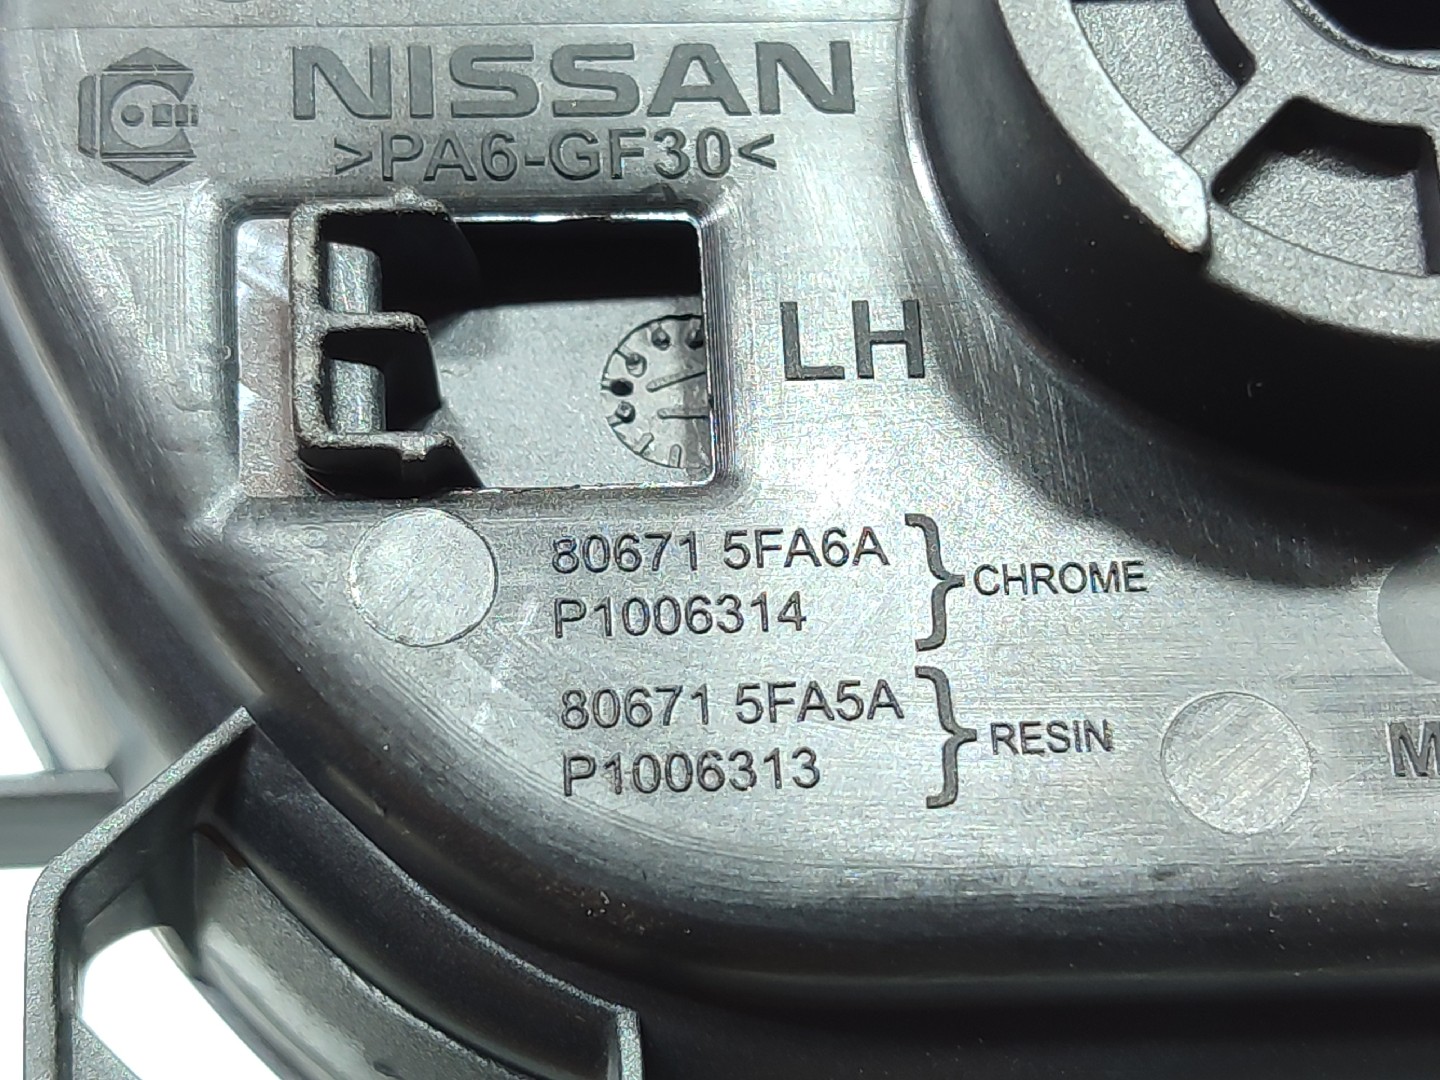 NISSAN
>PA6-GF30<
LH
80671 5FA6A
P1006314
CHROME
80671 5FA5A
P1006313
RESIN
M